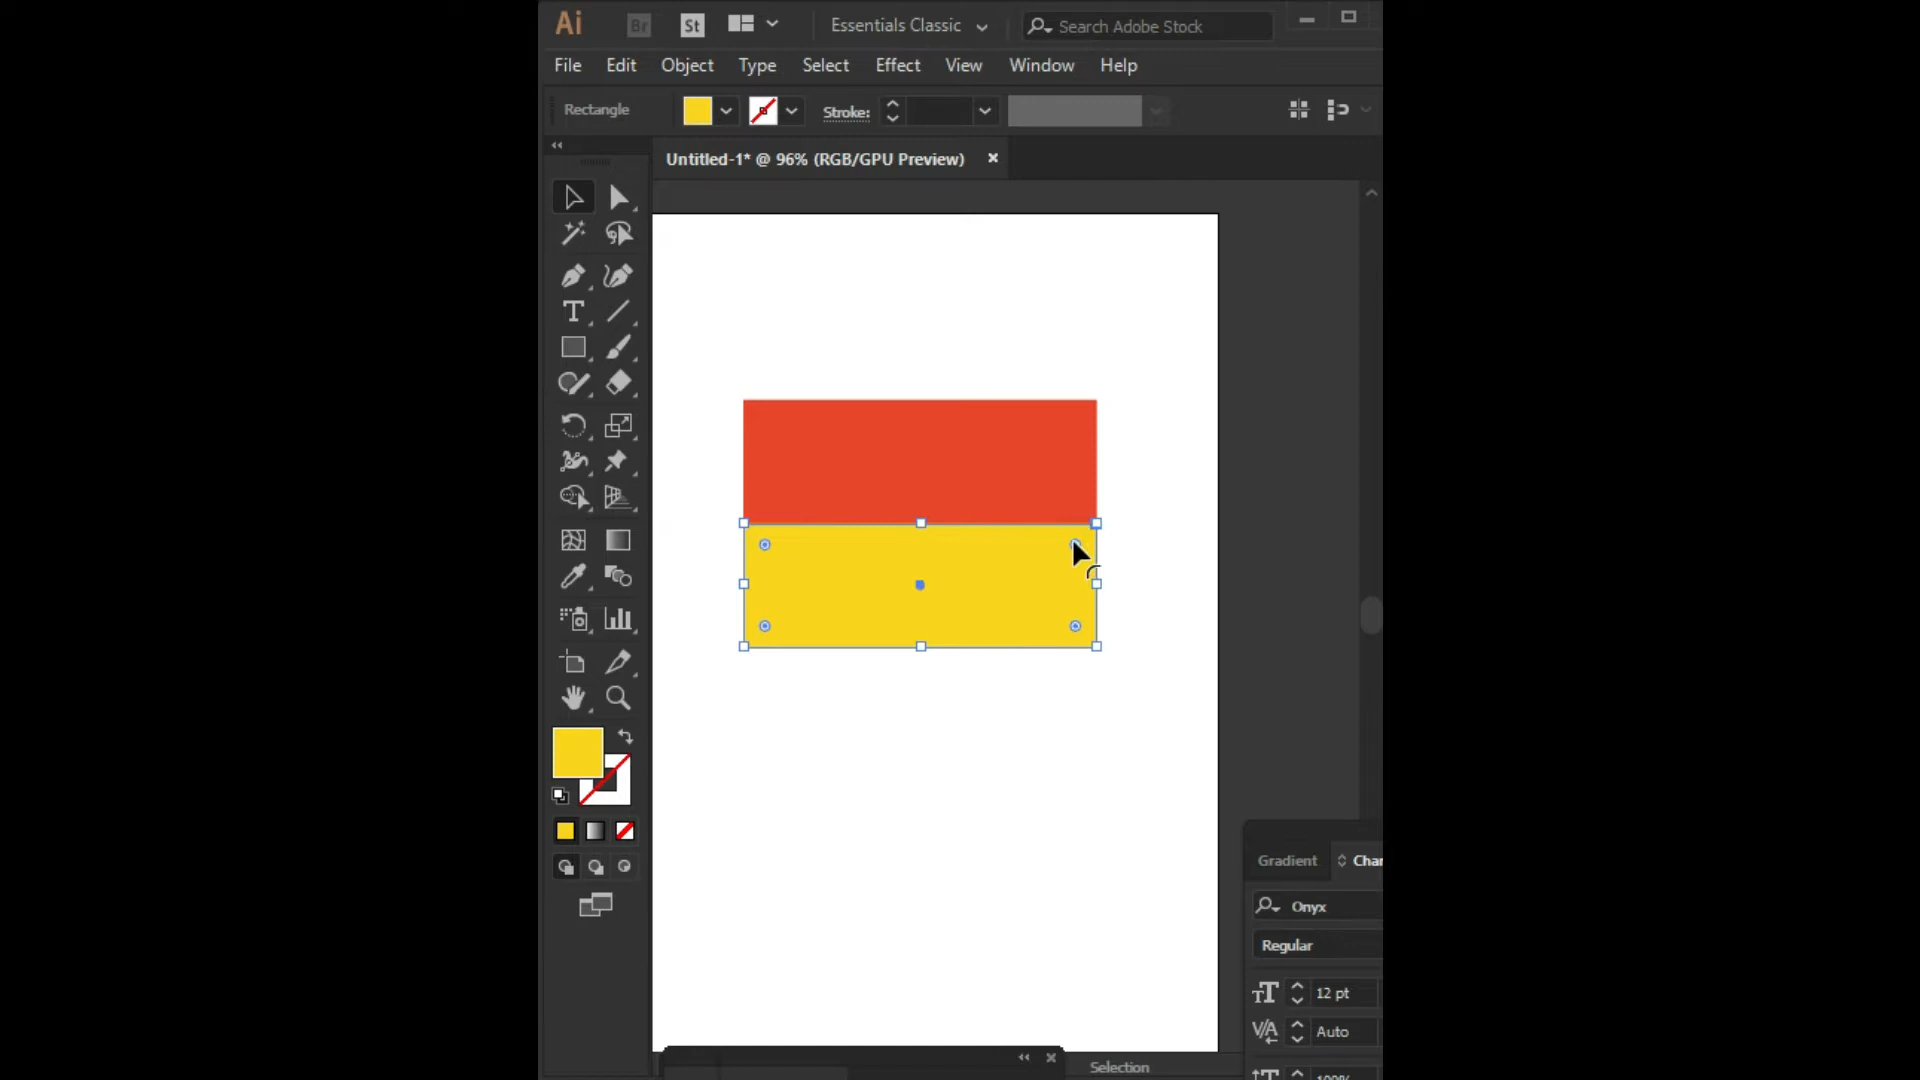 Ai Br St Essentials Classic Search Adobe Stock
File Edit Object Type Select Effect View Window Help
Rectangle Stroke:
Untitled-1* @ 96% (RGB/GPU Preview)
Gradient Char
Onyx
Regular
12 pt
Auto
100%
Selection